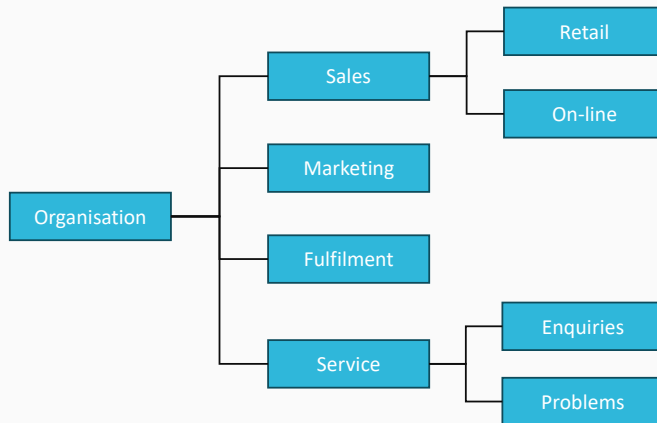 Organisation
Sales
Retail
On-line
Marketing
Fulfilment
Service
Enquiries
Problems